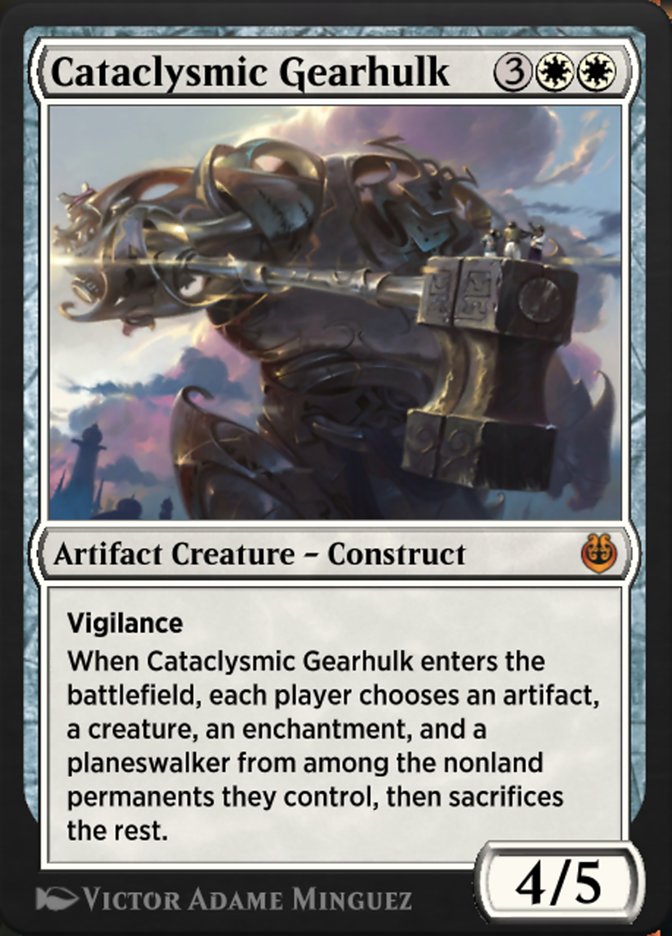 Cataclysmic Gearhulk 3
Artifact Creature – Construct
Vigilance
When Cataclysmic Gearhulk enters the
battlefield, each player chooses an artifact,
a creature, an enchantment, and a
planeswalker from among the nonland
permanents they control, then sacrifices
the rest.
4/5
Victor Adame Minguez